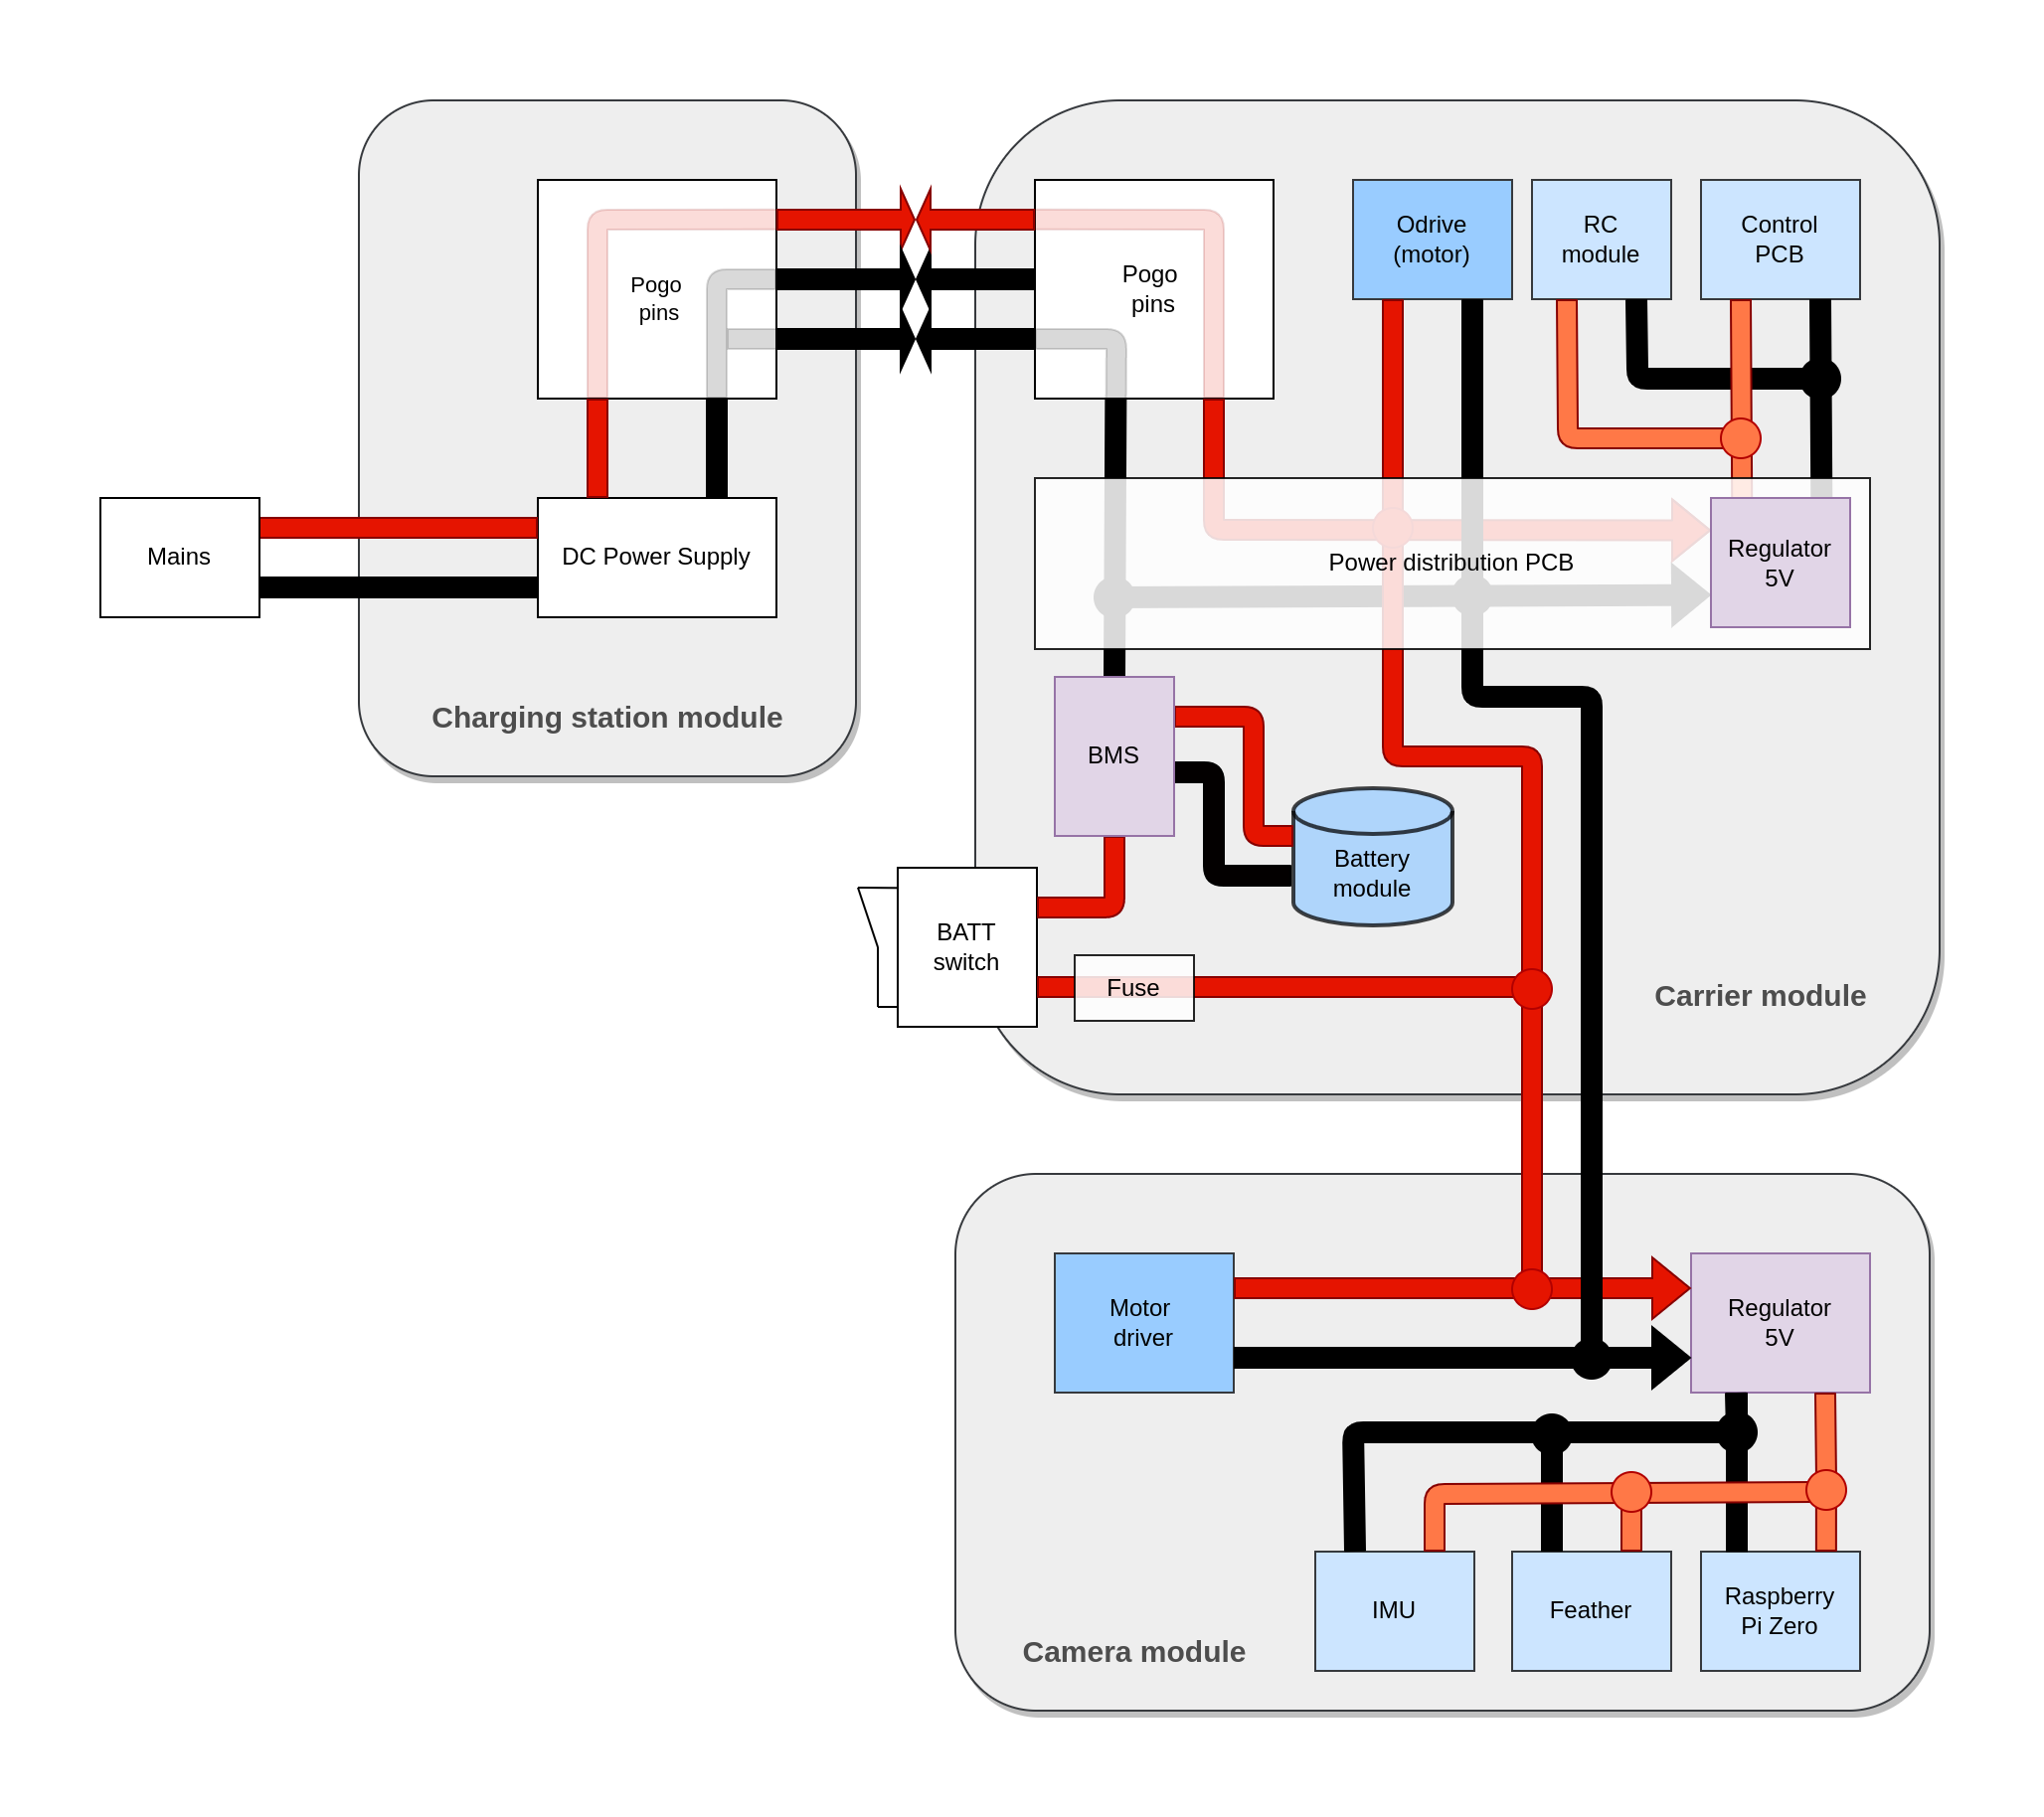 Odrive
(motor)
RC
module
Control
PCB
Pogo
pins
Pogo
pins
Mains
DC Power Supply
Power distribution PCB
Regulator
5V
Charging station module
BMS
Battery
module
BATT
switch
Fuse
Carrier module
Motor
driver
Regulator
5V
IMU
Feather
Raspberry
Pi Zero
Camera module